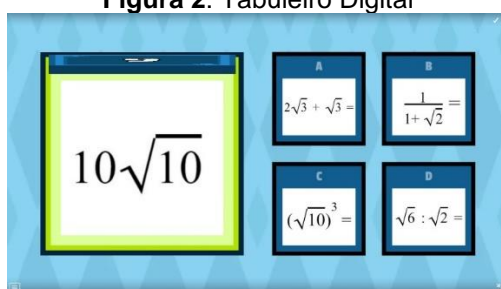 Figura 2. Tabuleiro Digital
10√10
A
2√3 + √3 =
B
1/(1+√2) =
C
(√10)³ =
D
√6 : √2 =